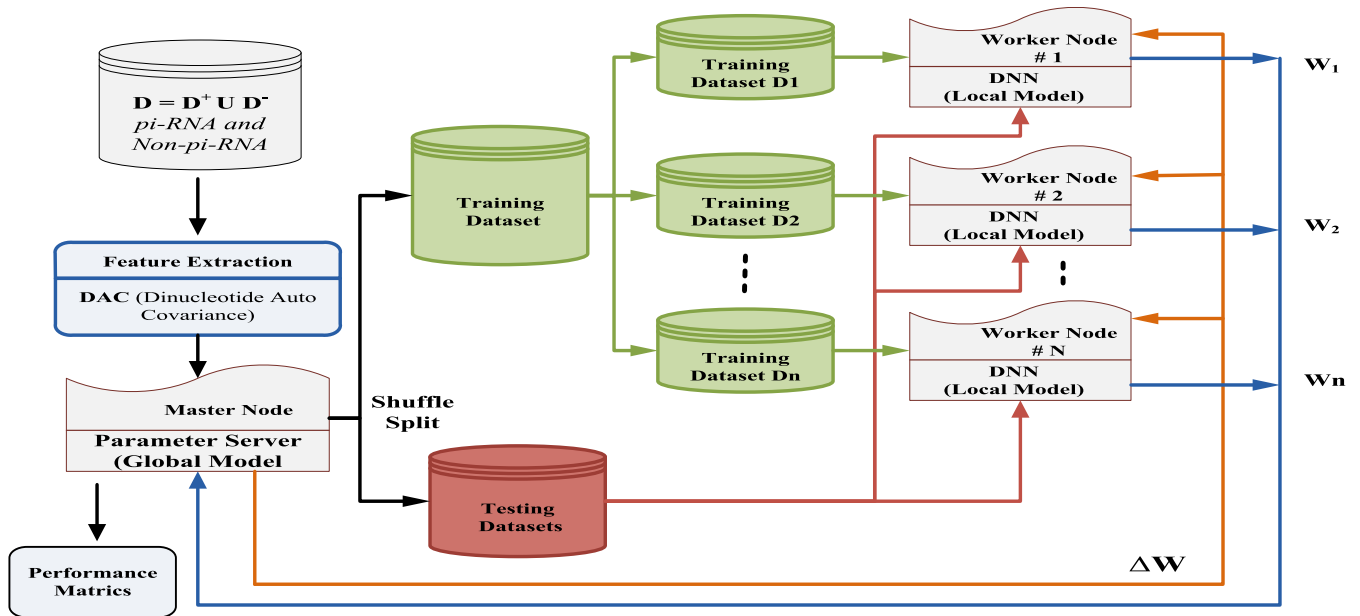 D = D⁺ U D⁻
pi-RNA and
Non-pi-RNA
Feature Extraction
DAC (Dinucleotide Auto
Covariance)
Master Node
Parameter Server
(Global Model
Performance
Matrics
Shuffle
Split
Training
Dataset
Testing
Datasets
Training
Dataset D1
Training
Dataset D2
Training
Dataset Dn
Worker Node
# 1
DNN
(Local Model)
Worker Node
# 2
DNN
(Local Model)
Worker Node
# N
DNN
(Local Model)
W₁
W₂
Wn
ΔW